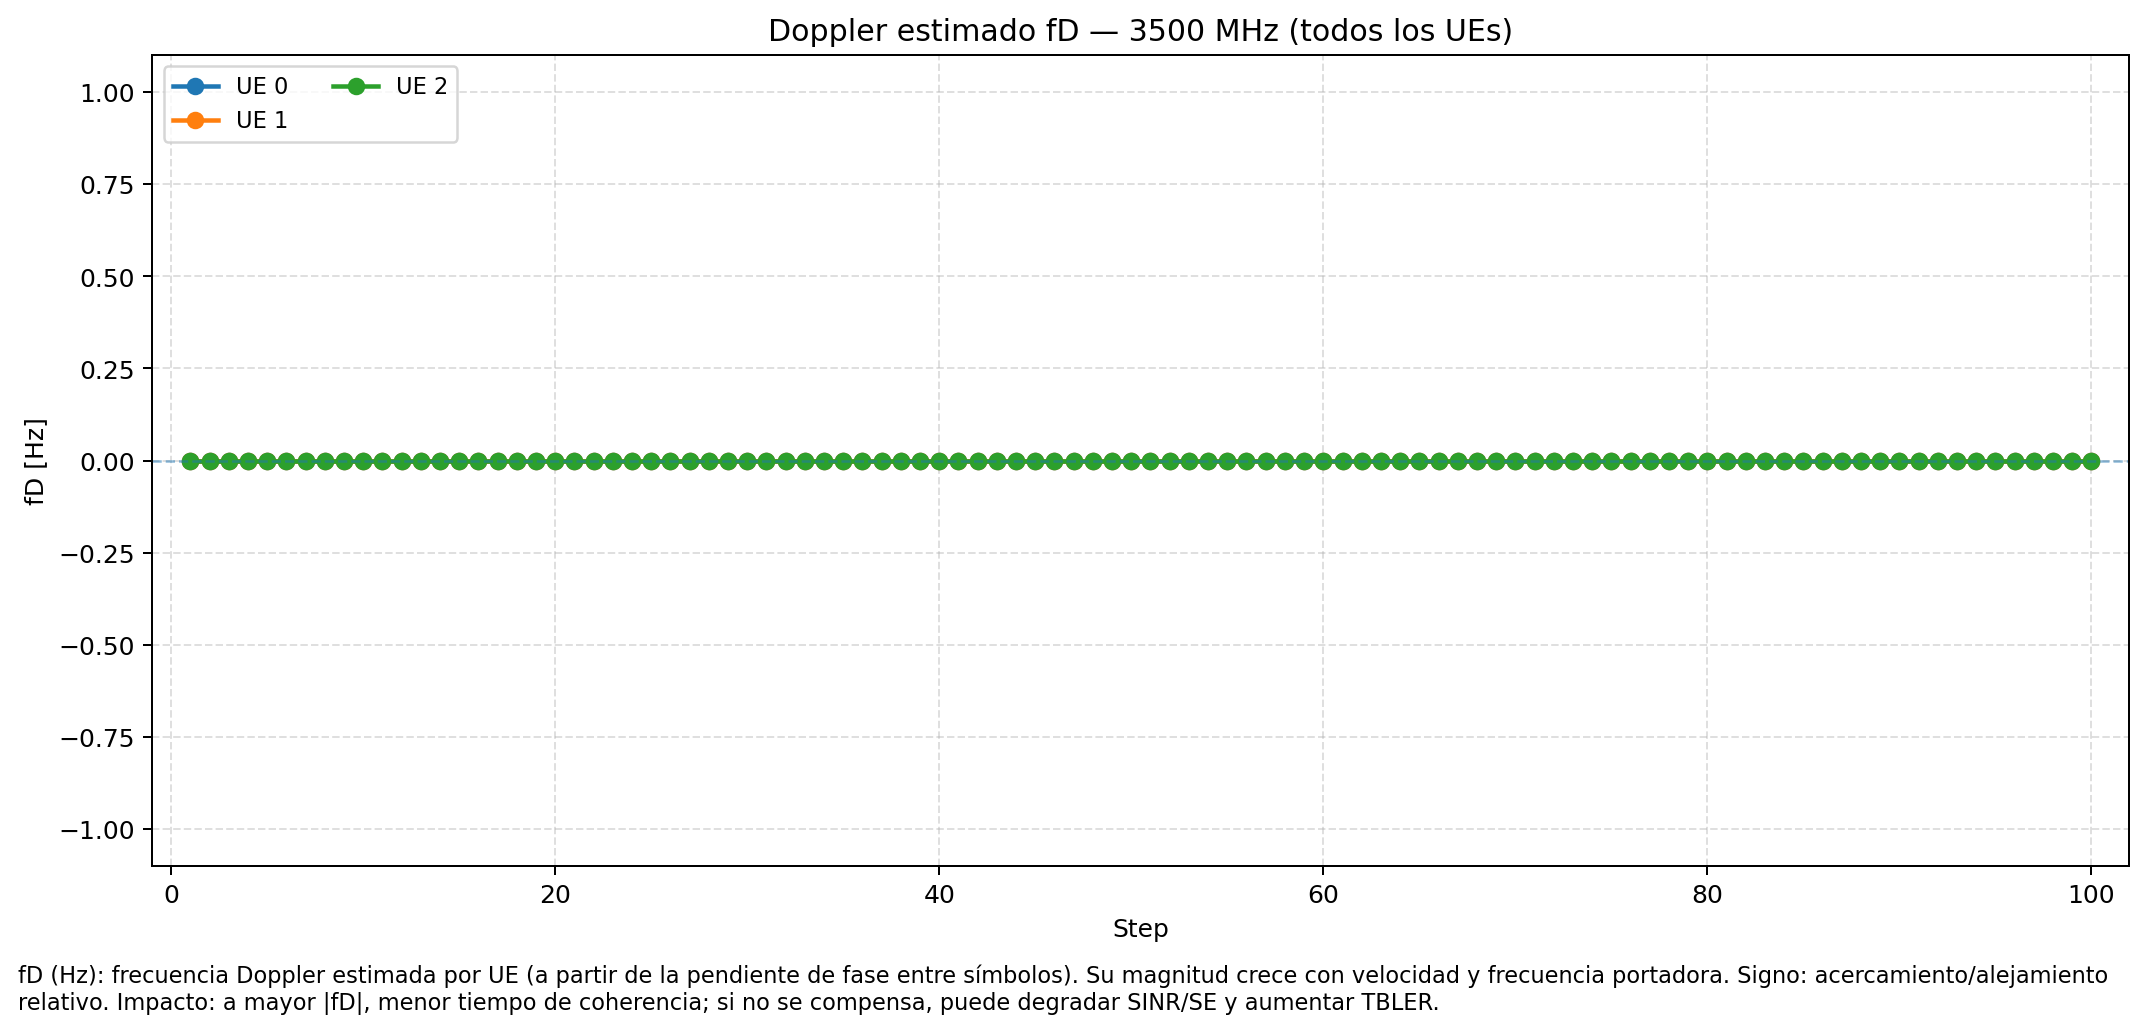 Doppler estimado fD — 3500 MHz (todos los UEs)
UE 0
UE 1
UE 2
1.00
0.75
0.50
0.25
0.00
−0.25
−0.50
−0.75
−1.00
fD [Hz]
0
20
40
60
80
100
Step
fD (Hz): frecuencia Doppler estimada por UE (a partir de la pendiente de fase entre símbolos). Su magnitud crece con velocidad y frecuencia portadora. Signo: acercamiento/alejamiento
relativo. Impacto: a mayor |fD|, menor tiempo de coherencia; si no se compensa, puede degradar SINR/SE y aumentar TBLER.